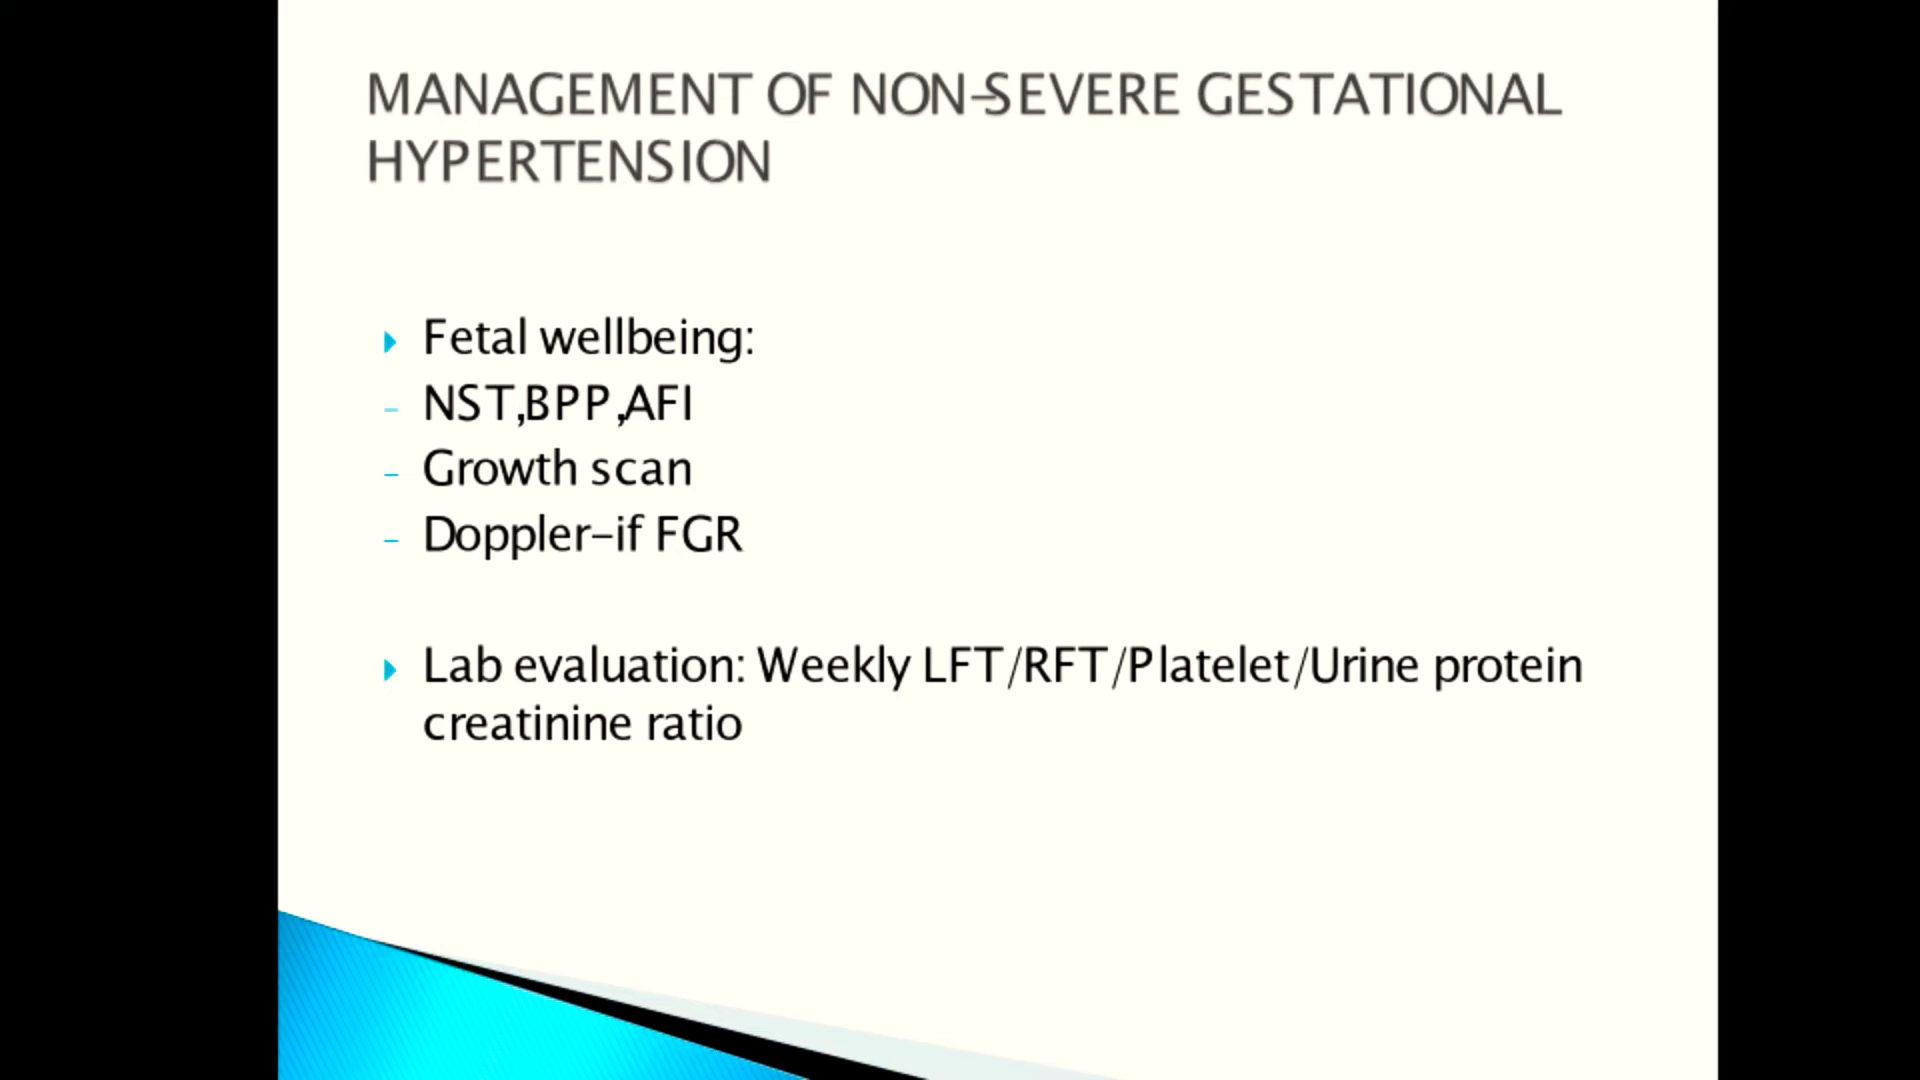 MANAGEMENT OF NON-SEVERE GESTATIONAL
HYPERTENSION
Fetal wellbeing:
- NST,BPP,AFI
- Growth scan
- Doppler-if FGR
Lab evaluation: Weekly LFT/RFT/Platelet/Urine protein
creatinine ratio